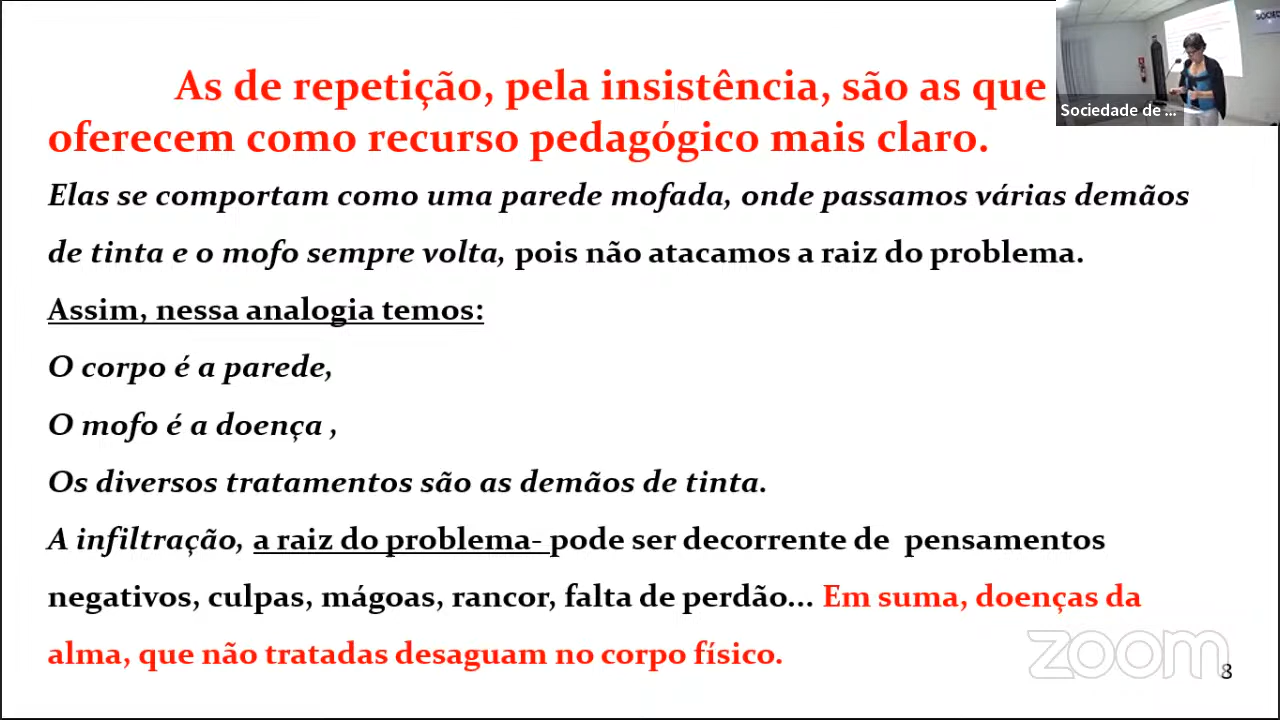 As de repetição, pela insistência, são as que
oferecem como recurso pedagógico mais claro.
Elas se comportam como uma parede mofada, onde passamos várias demãos
de tinta e o mofo sempre volta, pois não atacamos a raiz do problema.
Assim, nessa analogia temos:
O corpo é a parede,
O mofo é a doença ,
Os diversos tratamentos são as demãos de tinta.
A infiltração, a raiz do problema- pode ser decorrente de pensamentos
negativos, culpas, mágoas, rancor, falta de perdão... Em suma, doenças da
alma, que não tratadas desaguam no corpo físico.
Sociedade de ...
zoom
8